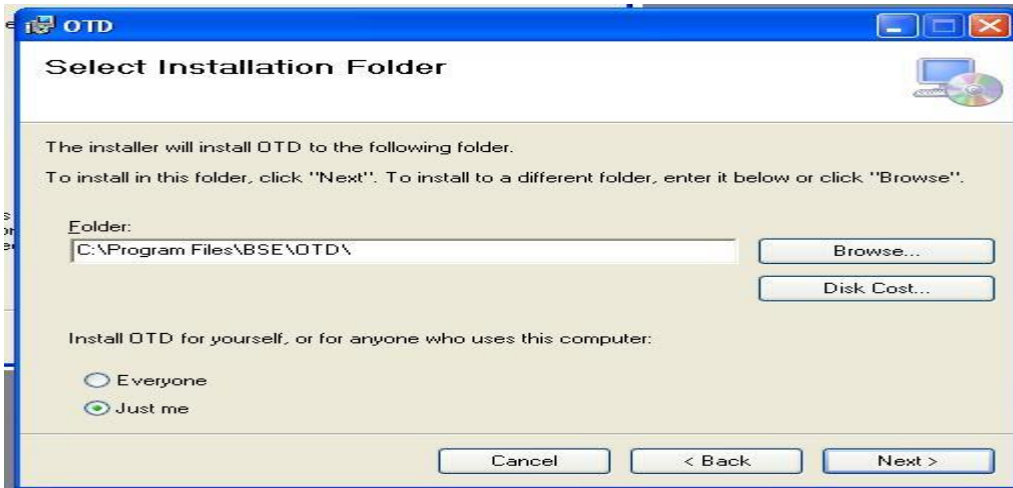 OTD
Select Installation Folder
The installer will install OTD to the following folder.
To install in this folder, click "Next". To install to a different folder, enter it below or click "Browse".
Folder:
C:\Program Files\BSE\OTD\
Browse...
Disk Cost...
Install OTD for yourself, or for anyone who uses this computer:
Everyone
Just me
Cancel
< Back
Next >